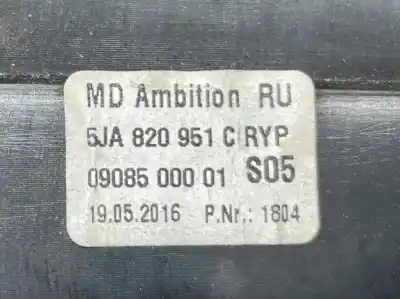 MD Ambition RU
5JA 820 951 C RYP
09085 000 01 S05
19.05.2016 P.Nr.: 1804